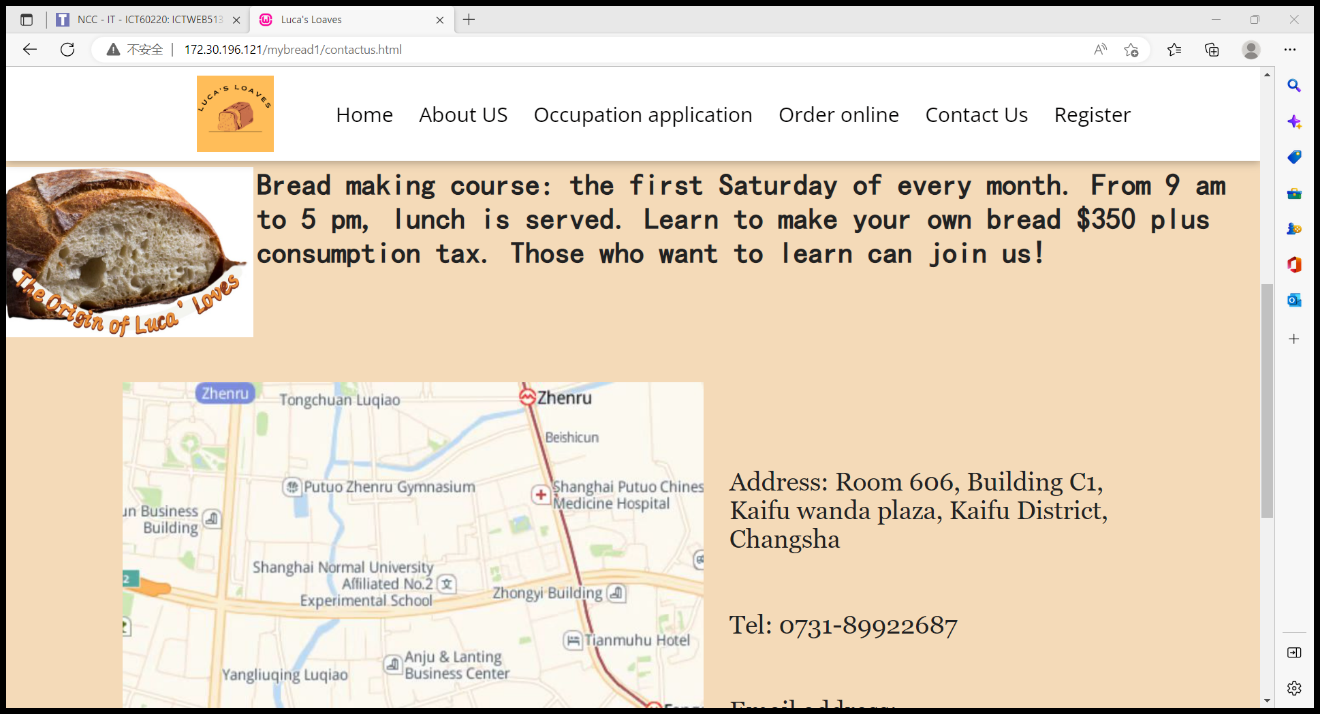 NCC - IT - ICT60220: ICTWEB513
Luca's Loaves
不安全
172.30.196.121/mybread1/contactus.html
LUCA'S LOAVES
Home About US Occupation application Order online Contact Us Register
Bread making course: the first Saturday of every month. From 9 am
to 5 pm, lunch is served. Learn to make your own bread $350 plus
consumption tax. Those who want to learn can join us!
The Origin of Luca' Loves
Zhenru
Tongchuan Luqiao
Zhenru
Beishicun
Putuo Zhenru Gymnasium
Shanghai Putuo Chines
Medicine Hospital
un Business
Building
Shanghai Normal University
Affiliated No.2
Experimental School
文
2
Zhongyi Building
Tianmuhu Hotel
Anju & Lanting
Business Center
Yangliuqing Luqiao
Address: Room 606, Building C1,
Kaifu wanda plaza, Kaifu District,
Changsha
Tel: 0731-89922687
Email address: